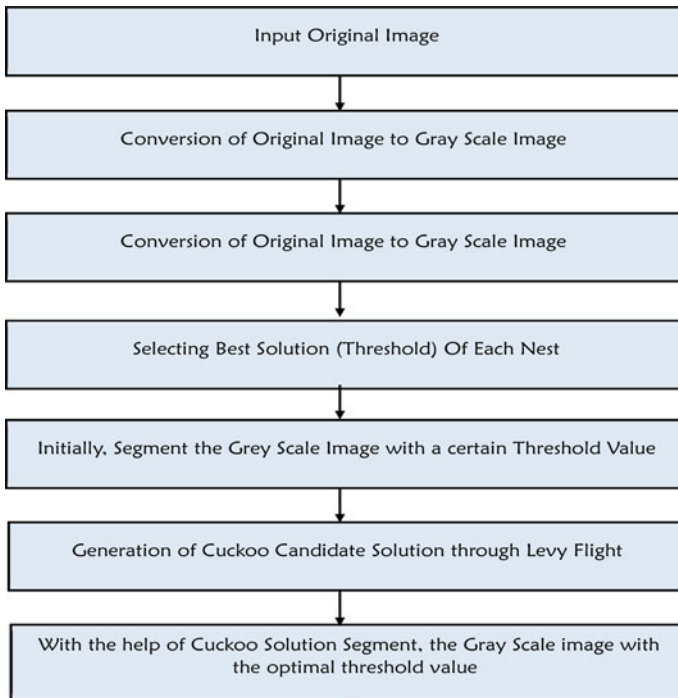 Input Original Image
Conversion of Original Image to Gray Scale Image
Conversion of Original Image to Gray Scale Image
Selecting Best Solution (Threshold) Of Each Nest
Initially, Segment the Grey Scale Image with a certain Threshold Value
Generation of Cuckoo Candidate Solution through Levy Flight
With the help of Cuckoo Solution Segment, the Gray Scale image with
the optimal threshold value